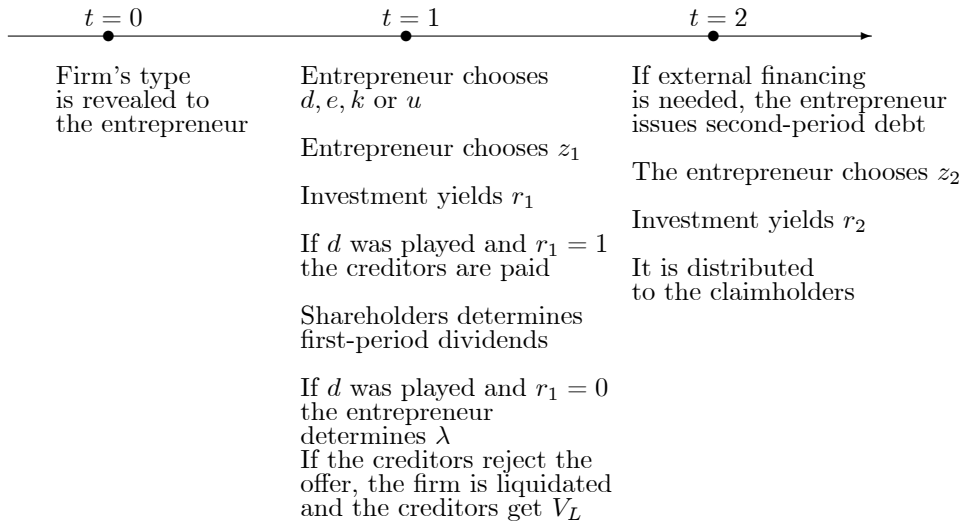 t = 0
t = 1
t = 2
Firm's type
is revealed to
the entrepreneur
Entrepreneur chooses
d, e, k or u
Entrepreneur chooses z₁
Investment yields r₁
If d was played and r₁ = 1
the creditors are paid
Shareholders determines
first-period dividends
If d was played and r₁ = 0
the entrepreneur
determines λ
If the creditors reject the
offer, the firm is liquidated
and the creditors get V_L
If external financing
is needed, the entrepreneur
issues second-period debt
The entrepreneur chooses z₂
Investment yields r₂
It is distributed
to the claimholders